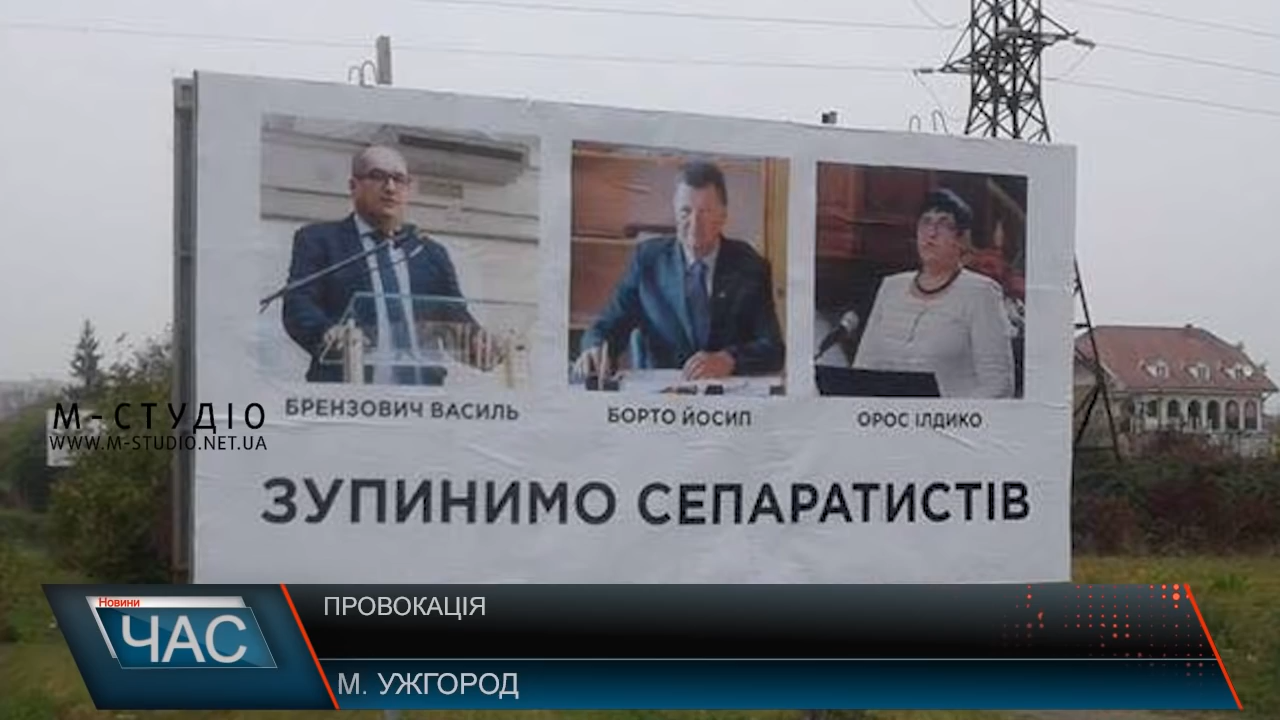 БРЕНЗОВИЧ ВАСИЛЬ
БОРТО ЙОСИП
ОРОС ІЛДИКО
ЗУПИНИМО СЕПАРАТИСТІВ
М-СТУДІО
WWW.M-STUDIO.NET.UA
Новини
ЧАС
ПРОВОКАЦІЯ
М. УЖГОРОД